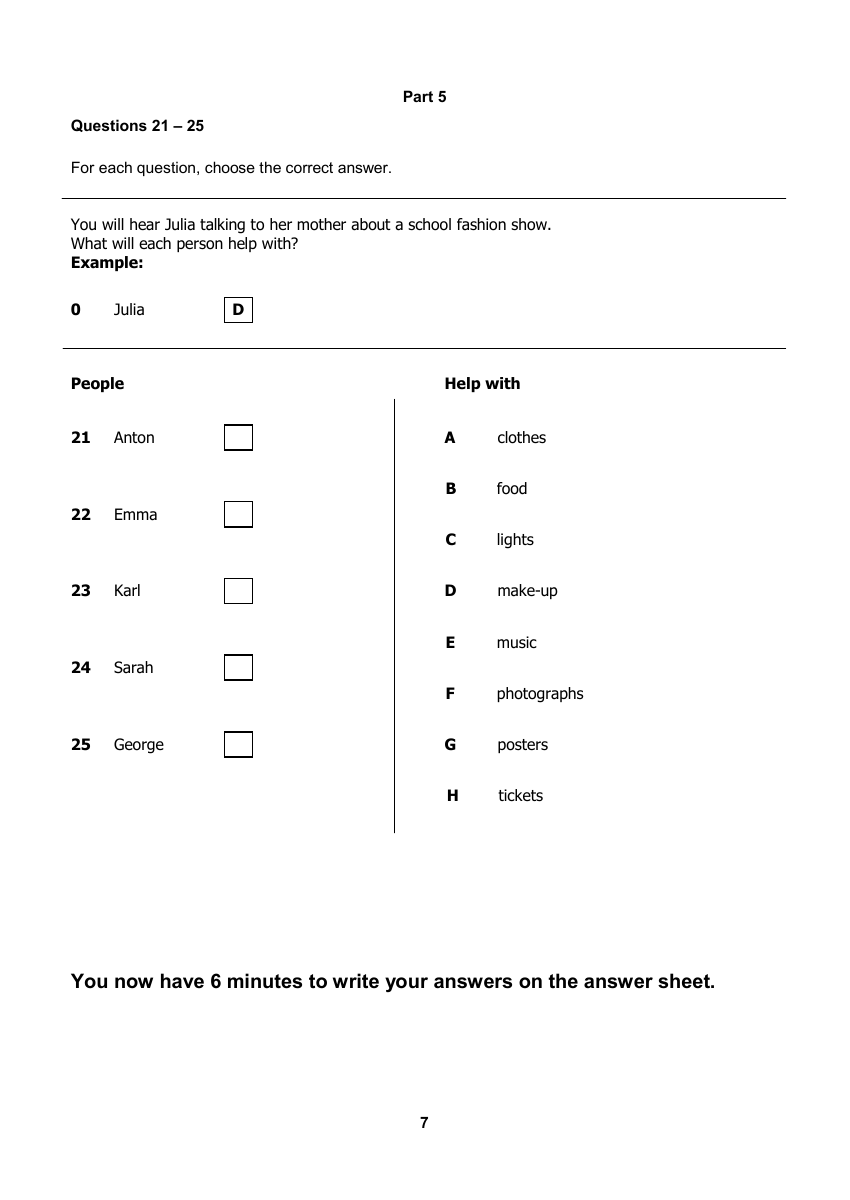 Part 5
Questions 21 – 25
For each question, choose the correct answer.
You will hear Julia talking to her mother about a school fashion show.
What will each person help with?
Example:
0 Julia D
People Help with
21 Anton
22 Emma
23 Karl
24 Sarah
25 George
A clothes
B food
C lights
D make-up
E music
F photographs
G posters
H tickets
You now have 6 minutes to write your answers on the answer sheet.
7